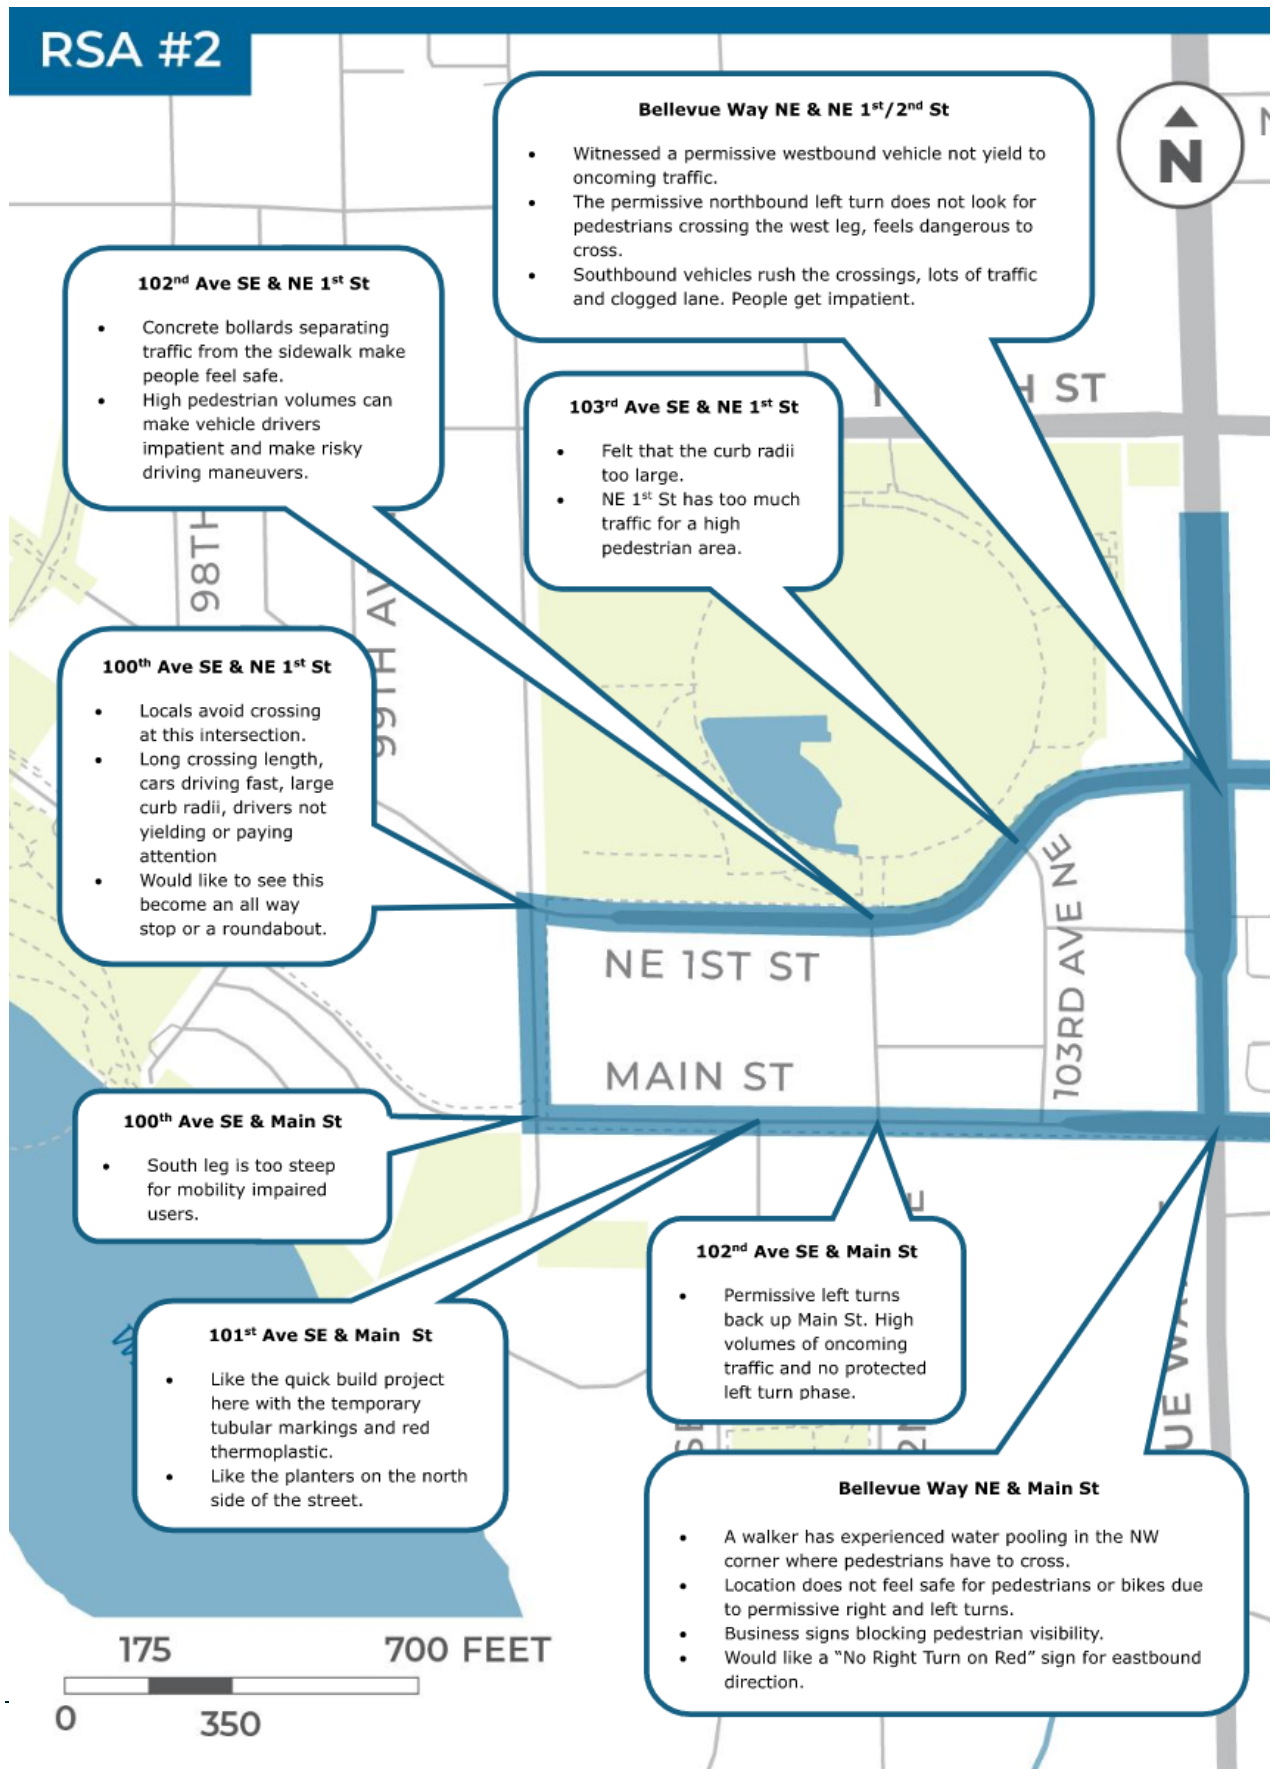 RSA #2
Bellevue Way NE & NE 1st/2nd St
• Witnessed a permissive westbound vehicle not yield to
oncoming traffic.
• The permissive northbound left turn does not look for
pedestrians crossing the west leg, feels dangerous to
cross.
• Southbound vehicles rush the crossings, lots of traffic
and clogged lane. People get impatient.
N
102nd Ave SE & NE 1st St
• Concrete bollards separating
traffic from the sidewalk make
people feel safe.
• High pedestrian volumes can
make vehicle drivers
impatient and make risky
driving maneuvers.
103rd Ave SE & NE 1st St
• Felt that the curb radii
too large.
• NE 1st St has too much
traffic for a high
pedestrian area.
ST
98TH
99TH AV
100th Ave SE & NE 1st St
• Locals avoid crossing
at this intersection.
• Long crossing length,
cars driving fast, large
curb radii, drivers not
yielding or paying
attention
• Would like to see this
become an all way
stop or a roundabout.
NE 1ST ST
103RD AVE NE
MAIN ST
100th Ave SE & Main St
• South leg is too steep
for mobility impaired
users.
102nd Ave SE & Main St
• Permissive left turns
back up Main St. High
volumes of oncoming
traffic and no protected
left turn phase.
101st Ave SE & Main St
• Like the quick build project
here with the temporary
tubular markings and red
thermoplastic.
• Like the planters on the north
side of the street.
UE WA
SE
Bellevue Way NE & Main St
• A walker has experienced water pooling in the NW
corner where pedestrians have to cross.
• Location does not feel safe for pedestrians or bikes due
to permissive right and left turns.
• Business signs blocking pedestrian visibility.
• Would like a “No Right Turn on Red” sign for eastbound
direction.
175 700 FEET
0 350